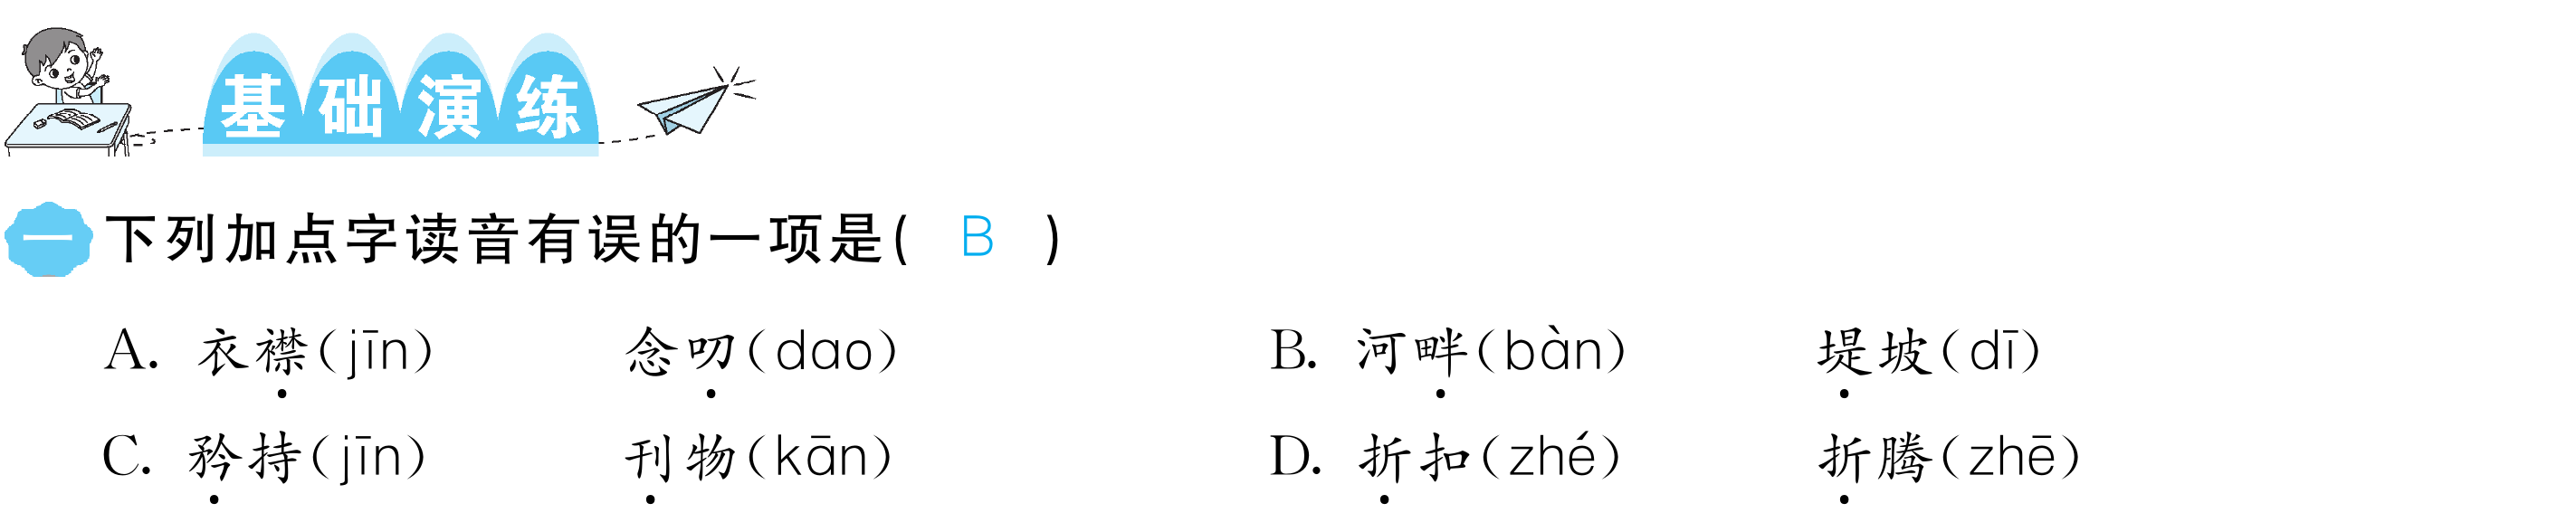 基础演练
一 下列加点字读音有误的一项是( B )
A. 衣襟(jīn) 念叨(dao) B. 河畔(bàn) 堤坡(dī)
C. 矜持(jīn) 刊物(kān) D. 折扣(zhé) 折腾(zhē)